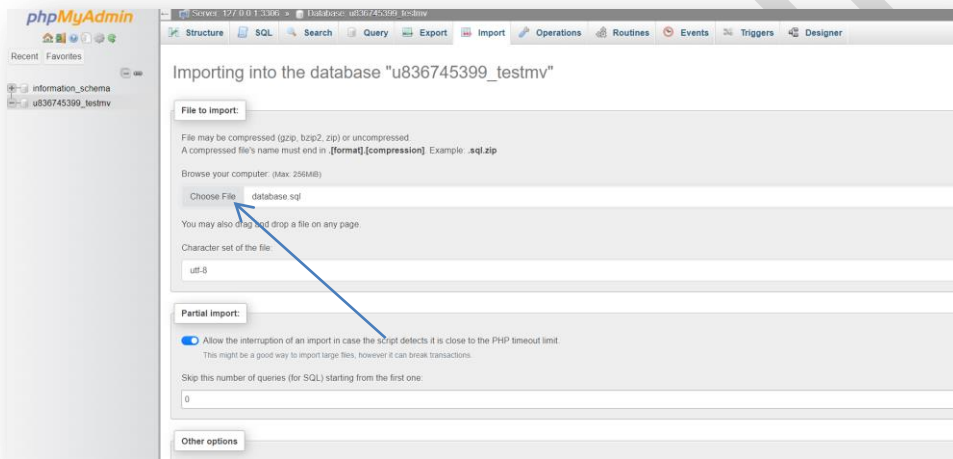 phpMyAdmin
Recent Favorites
information_schema
u836745399_testmv
Server: 127.0.0.1:3306 » Database: u836745399_testmv
Structure SQL Search Query Export Import Operations Routines Events Triggers Designer
Importing into the database "u836745399_testmv"
File to import:
File may be compressed (gzip, bzip2, zip) or uncompressed.
A compressed file's name must end in .[format].[compression]. Example: .sql.zip
Browse your computer: (Max: 256MiB)
Choose File database.sql
You may also drag and drop a file on any page.
Character set of the file:
utf-8
Partial import:
Allow the interruption of an import in case the script detects it is close to the PHP timeout limit.
This might be a good way to import large files, however it can break transactions.
Skip this number of queries (for SQL) starting from the first one:
0
Other options